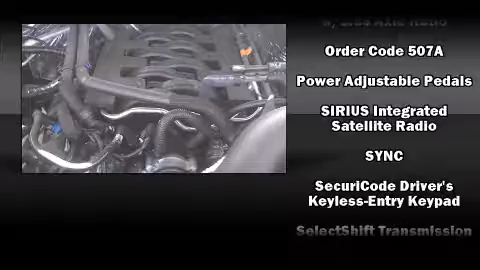 Order Code 507A
Power Adjustable Pedals
SIRIUS Integrated
Satellite Radio
SYNC
SecuriCode Driver's
Keyless-Entry Keypad
SelectShift Transmission